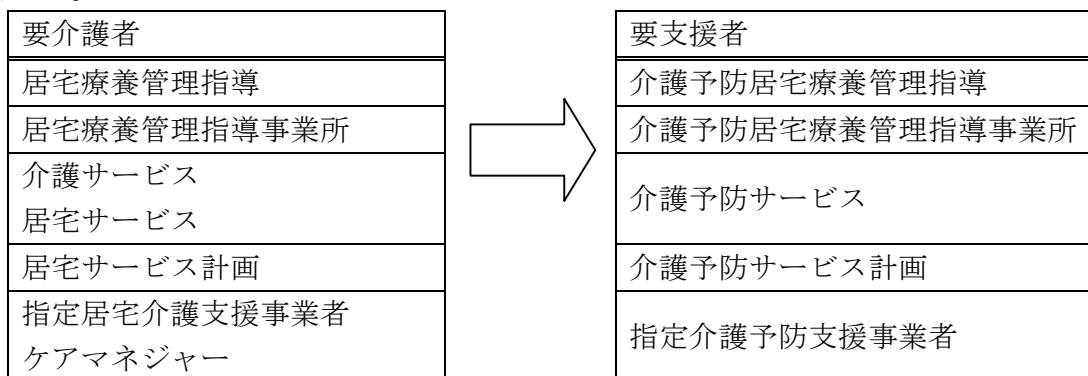 要介護者
居宅療養管理指導
居宅療養管理指導事業所
介護サービス
居宅サービス
居宅サービス計画
指定居宅介護支援事業者
ケアマネジャー
要支援者
介護予防居宅療養管理指導
介護予防居宅療養管理指導事業所
介護予防サービス
介護予防サービス計画
指定介護予防支援事業者